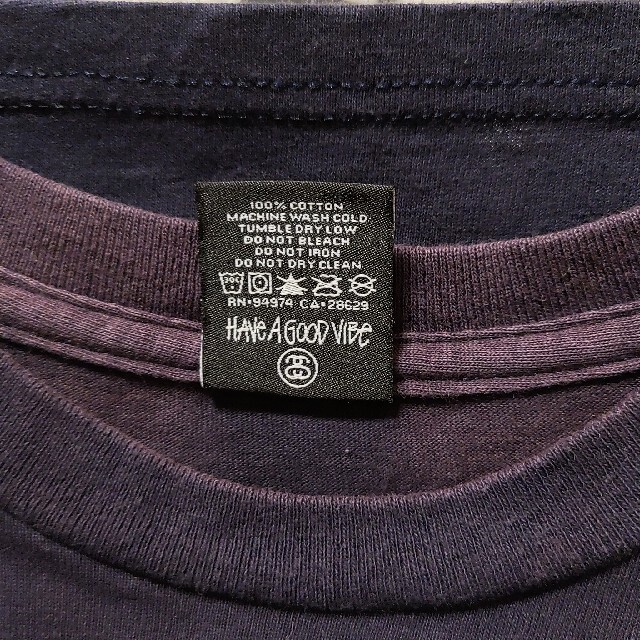 100% COTTON
MACHINE WASH COLD
TUMBLE DRY LOW
DO NOT BLEACH
DO NOT IRON
DO NOT DRY CLEAN
30°
RN•94974 CA•28629
HAVE A GOOD VIBE